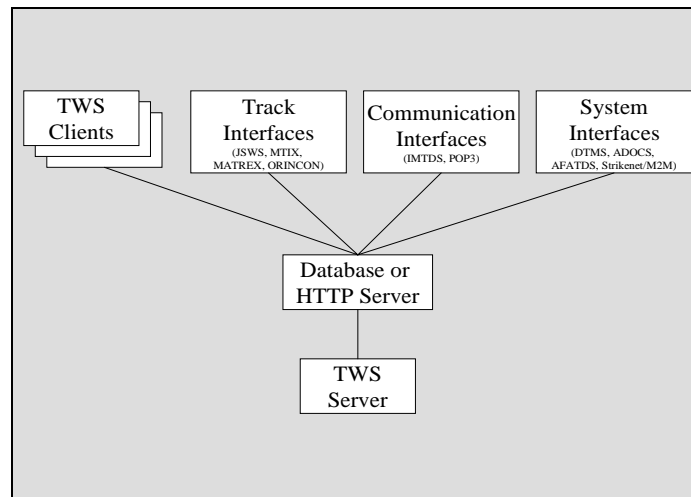 TWS
Clients
Track
Interfaces
(JSWS, MTIX,
MATREX, ORINCON)
Communication
Interfaces
(IMTDS, POP3)
System
Interfaces
(DTMS, ADOCS,
AFATDS, Strikenet/M2M)
Database or
HTTP Server
TWS
Server